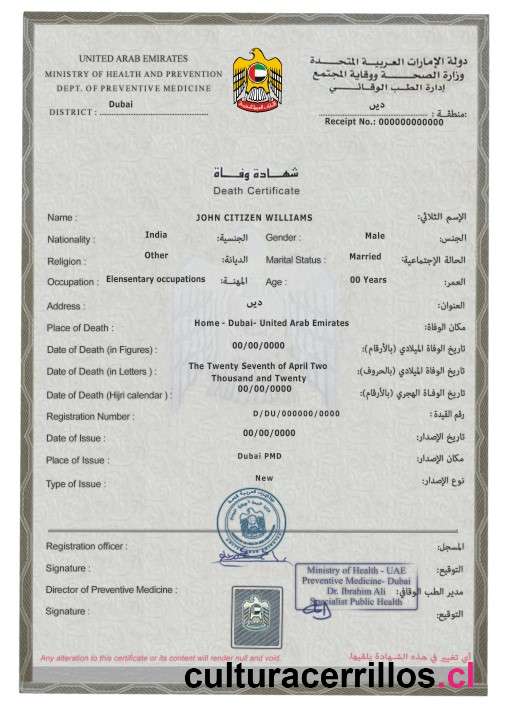 UNITED ARAB EMIRATES
MINISTRY OF HEALTH AND PREVENTION
DEPT. OF PREVENTIVE MEDICINE
Dubai
DISTRICT :
دولة الإمارات العربية المتحدة
وزارة الصحة ووقاية المجتمع
إدارة الطب الوقائي
دبي
منطقة :
Receipt No.: 000000000000
شهادة وفاة
Death Certificate
Name : JOHN CITIZEN WILLIAMS الإسم الثلاثي:
Nationality : India الجنسية: Gender : Male الجنس:
Religion : Other الديانة: Marital Status : Married الحالة الإجتماعية:
Occupation : Elensentary occupations المهنة: Age : 00 Years العمر:
Address : دبي العنوان:
Place of Death : Home - Dubai- United Arab Emirates مكان الوفاة:
Date of Death (in Figures) : 00/00/0000 تاريخ الوفاة الميلادي (بالأرقام):
Date of Death (in Letters ) : The Twenty Seventh of April Two Thousand and Twenty تاريخ الوفاة الميلادي (بالحروف):
Date of Death (Hijri calendar ) : 00/00/0000 تاريخ الوفاة الهجري (بالأرقام):
Registration Number : D/DU/000000/0000 رقم القيدة:
Date of Issue : 00/00/0000 تاريخ الإصدار:
Place of Issue : Dubai PMD مكان الإصدار:
Type of Issue : New نوع الإصدار:
Registration officer : المسجل:
Signature : التوقيع:
Ministry of Health - UAE
Preventive Medicine- Dubai
Dr. Ibrahim Ali
Specialist Public Health
Director of Preventive Medicine : مدير الطب الوقافي:
Signature : التوقيع:
Any alteration to this certificate or its content will render null and void.
أي تغيير في هذه الشهادة يلغيها.
culturacerrillos.cl